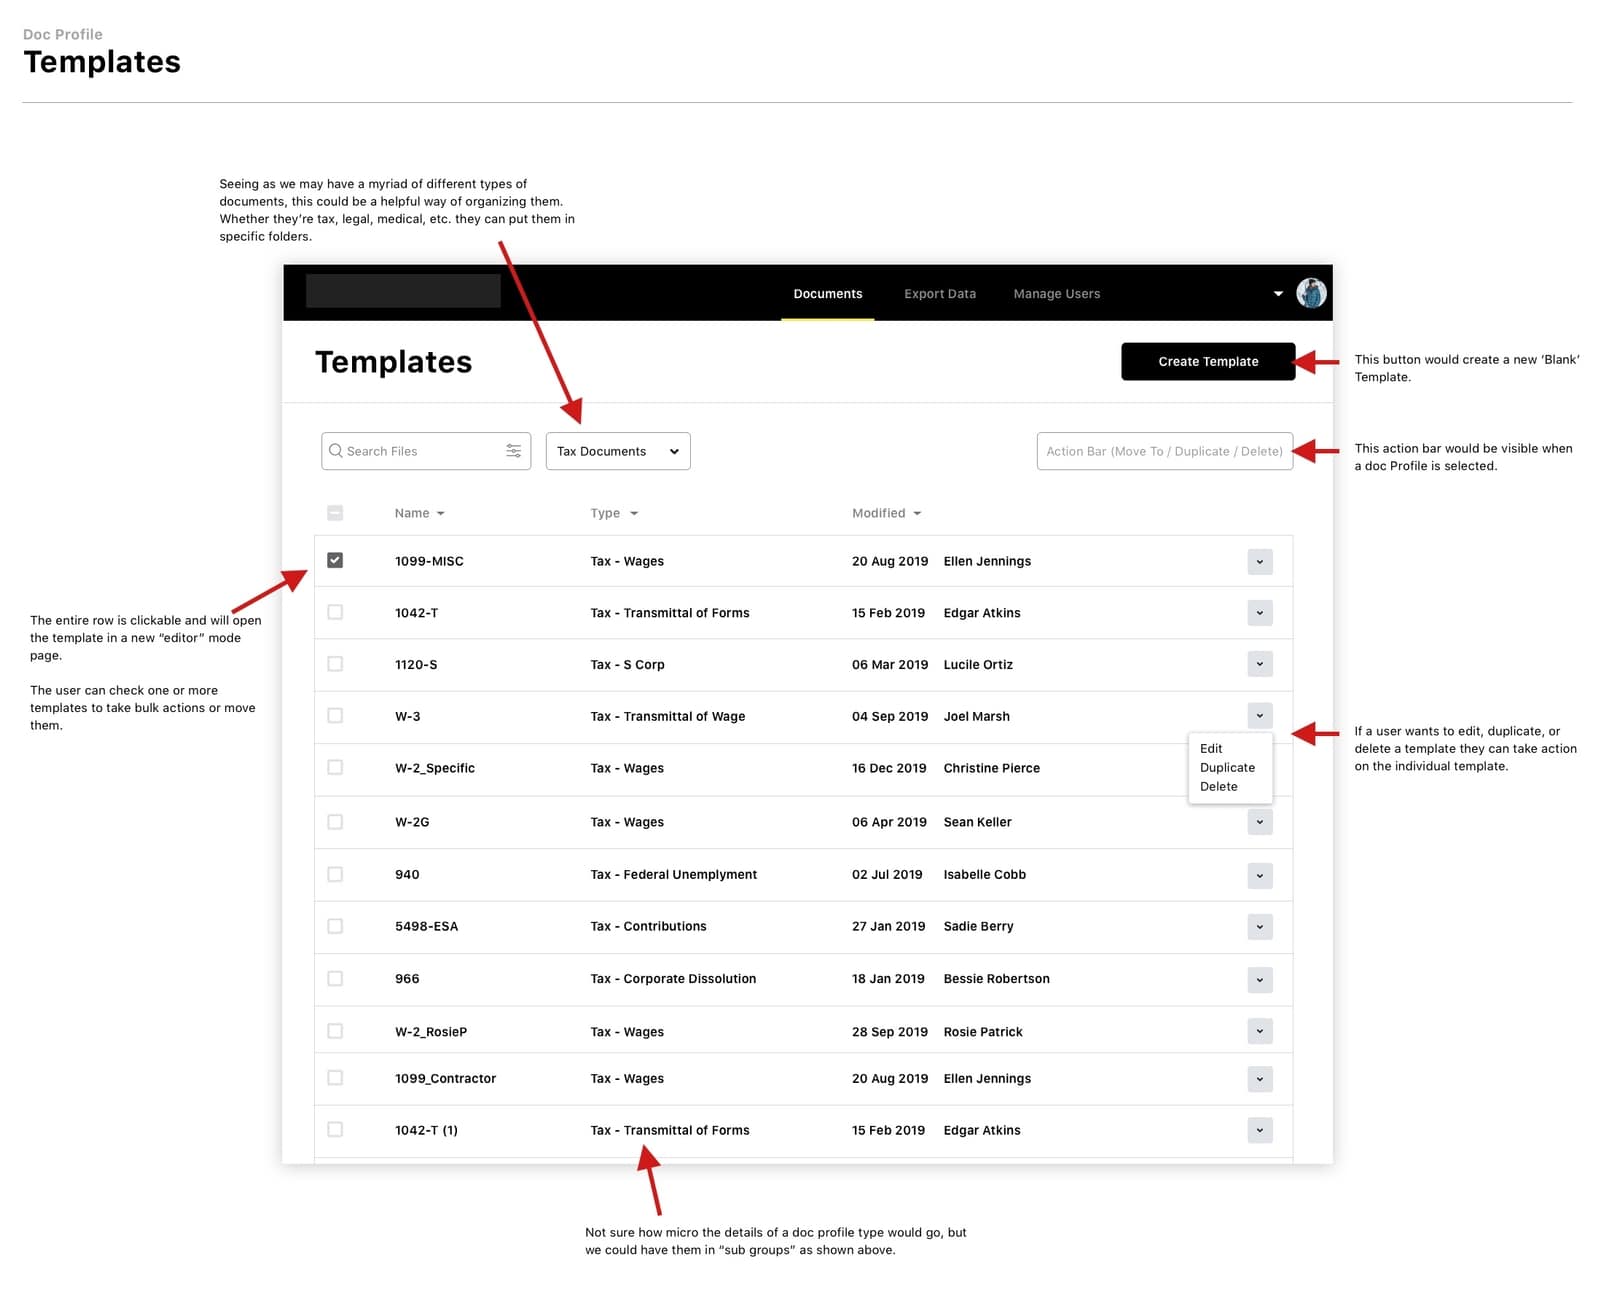 Doc Profile
Templates
Seeing as we may have a myriad of different types of
documents, this could be a helpful way of organizing them.
Whether they’re tax, legal, medical, etc. they can put them in
specific folders.
Documents Export Data Manage Users
Templates
Create Template
This button would create a new ‘Blank’
Template.
Search Files
Tax Documents
Action Bar (Move To / Duplicate / Delete)
This action bar would be visible when
a doc Profile is selected.
Name Type Modified
1099-MISC Tax - Wages 20 Aug 2019 Ellen Jennings
1042-T Tax - Transmittal of Forms 15 Feb 2019 Edgar Atkins
The entire row is clickable and will open
the template in a new “editor” mode
page.
The user can check one or more
templates to take bulk actions or move
them.
1120-S Tax - S Corp 06 Mar 2019 Lucile Ortiz
W-3 Tax - Transmittal of Wage 04 Sep 2019 Joel Marsh
Edit
Duplicate
Delete
If a user wants to edit, duplicate, or
delete a template they can take action
on the individual template.
W-2_Specific Tax - Wages 16 Dec 2019 Christine Pierce
W-2G Tax - Wages 06 Apr 2019 Sean Keller
940 Tax - Federal Unemplyment 02 Jul 2019 Isabelle Cobb
5498-ESA Tax - Contributions 27 Jan 2019 Sadie Berry
966 Tax - Corporate Dissolution 18 Jan 2019 Bessie Robertson
W-2_RosieP Tax - Wages 28 Sep 2019 Rosie Patrick
1099_Contractor Tax - Wages 20 Aug 2019 Ellen Jennings
1042-T (1) Tax - Transmittal of Forms 15 Feb 2019 Edgar Atkins
Not sure how micro the details of a doc profile type would go, but
we could have them in “sub groups” as shown above.